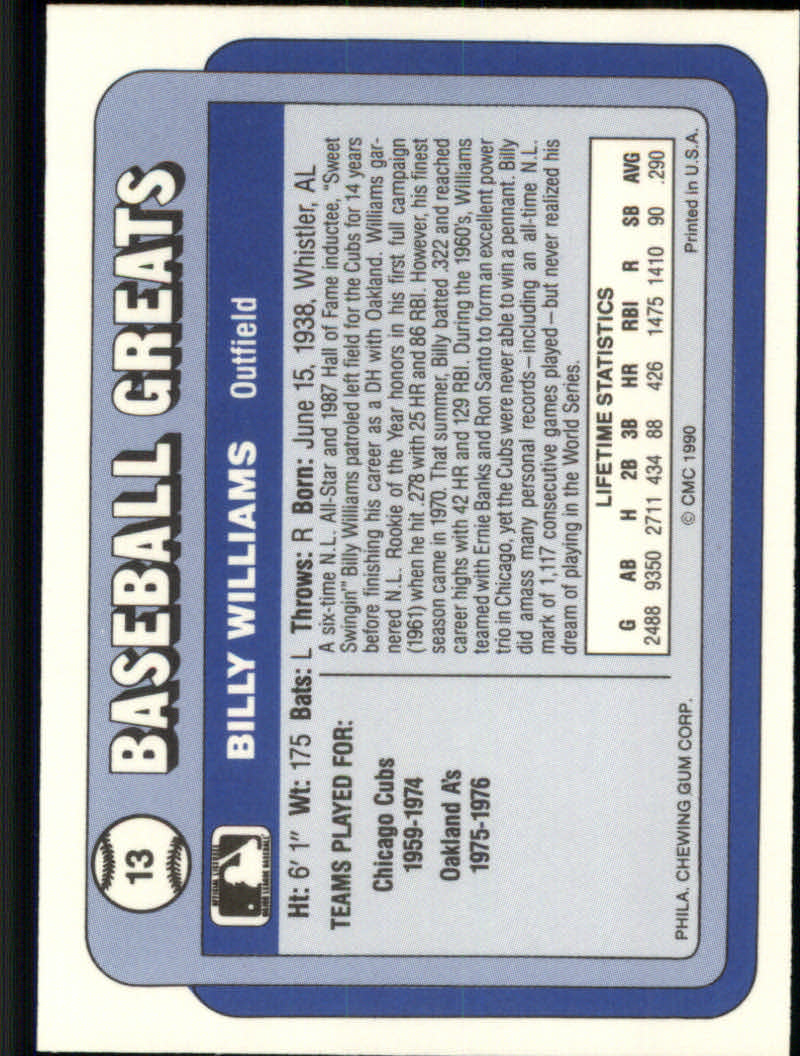 13
BASEBALL GREATS
BILLY WILLIAMS Outfield
Ht: 6' 1" Wt: 175 Bats: L Throws: R Born: June 15, 1938, Whistler, AL
TEAMS PLAYED FOR:
Chicago Cubs
1959-1974
Oakland A's
1975-1976
A six-time N.L. All-Star and 1987 Hall of Fame inductee, "Sweet
Swingin'" Billy Williams patroled left field for the Cubs for 14 years
before finishing his career as a DH with Oakland. Williams gar-
nered N.L. Rookie of the Year honors in his first full campaign
(1961) when he hit .278 with 25 HR and 86 RBI. However, his finest
season came in 1970. That summer, Billy batted .322 and reached
career highs with 42 HR and 129 RBI. During the 1960's, Williams
teamed with Ernie Banks and Ron Santo to form an excellent power
trio in Chicago, yet the Cubs were never able to win a pennant. Billy
did amass many personal records – including an all-time N.L.
mark of 1,117 consecutive games played – but never realized his
dream of playing in the World Series.
LIFETIME STATISTICS
G AB H 2B 3B HR RBI R SB AVG
2488 9350 2711 434 88 426 1475 1410 90 .290
PHILA. CHEWING GUM CORP. © CMC 1990 Printed in U.S.A.